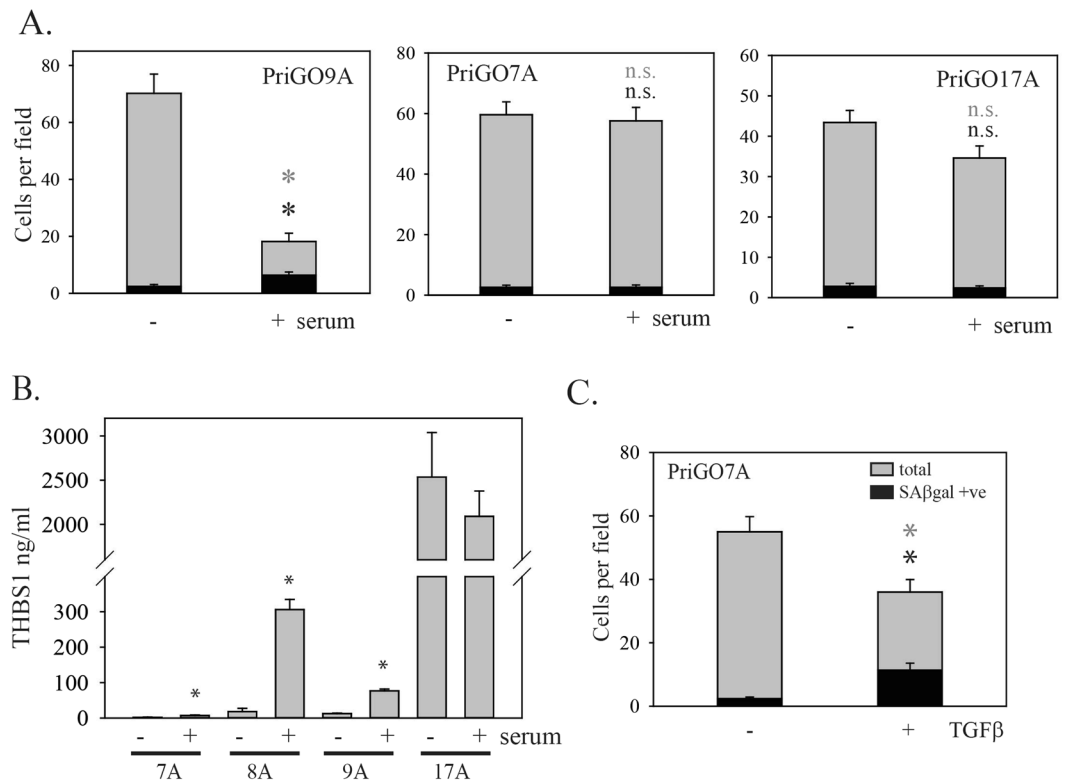 A.
PriGO9A
Cells per field
80
60
40
20
0
*
*
- + serum
PriGO7A
80
60
40
20
0
n.s.
n.s.
- + serum
PriGO17A
60
50
40
30
20
10
0
n.s.
n.s.
- + serum
B.
THBS1 ng/ml
3000
2500
2000
300
200
100
0
*
*
*
- + - + - + - + serum
7A 8A 9A 17A
C.
PriGO7A
Cells per field
80
60
40
20
0
total
SAβgal +ve
*
*
- + TGFβ